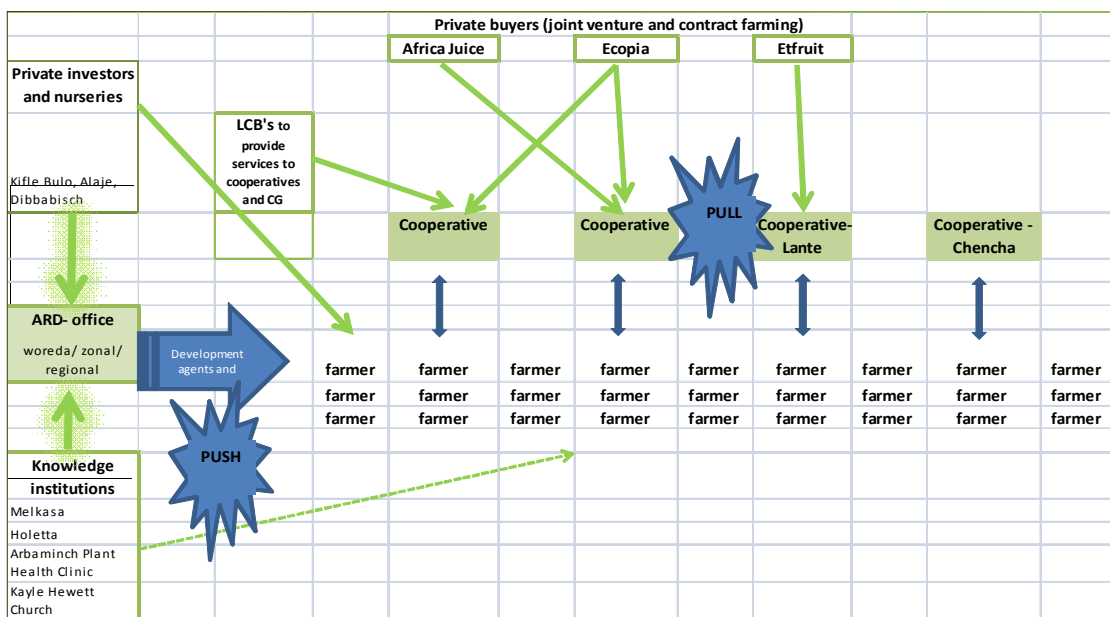 Private buyers (joint venture and contract farming)
Africa Juice
Ecopia
Etfruit
Private investors
and nurseries
Kifle Bulo, Alaje,
Dibbabisch
LCB's to
provide
services to
cooperatives
and CG
PULL
Cooperative
Cooperative
Cooperative-
Lante
Cooperative -
Chencha
ARD- office
woreda/ zonal/
regional
Development
agents and
farmer farmer farmer farmer farmer farmer farmer farmer farmer
farmer farmer farmer farmer farmer farmer farmer farmer farmer
farmer farmer farmer farmer farmer farmer farmer farmer farmer
PUSH
Knowledge
institutions
Melkasa
Holetta
Arbaminch Plant
Health Clinic
Kayle Hewett
Church